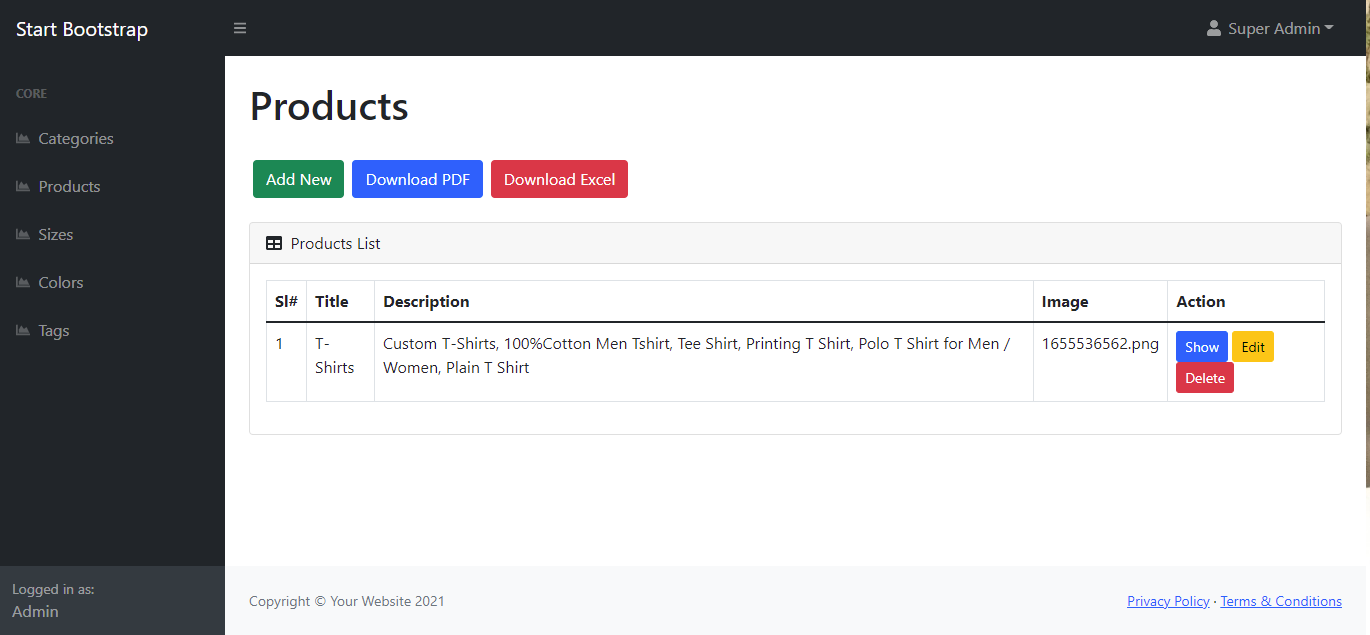 Start Bootstrap
Super Admin
CORE
Categories
Products
Sizes
Colors
Tags
Logged in as:
Admin
Products
Add New Download PDF Download Excel
Products List
Sl# Title Description Image Action
1 T- Custom T-Shirts, 100%Cotton Men Tshirt, Tee Shirt, Printing T Shirt, Polo T Shirt for Men / 1655536562.png Show Edit
Shirts Women, Plain T Shirt Delete
Copyright © Your Website 2021 Privacy Policy · Terms & Conditions